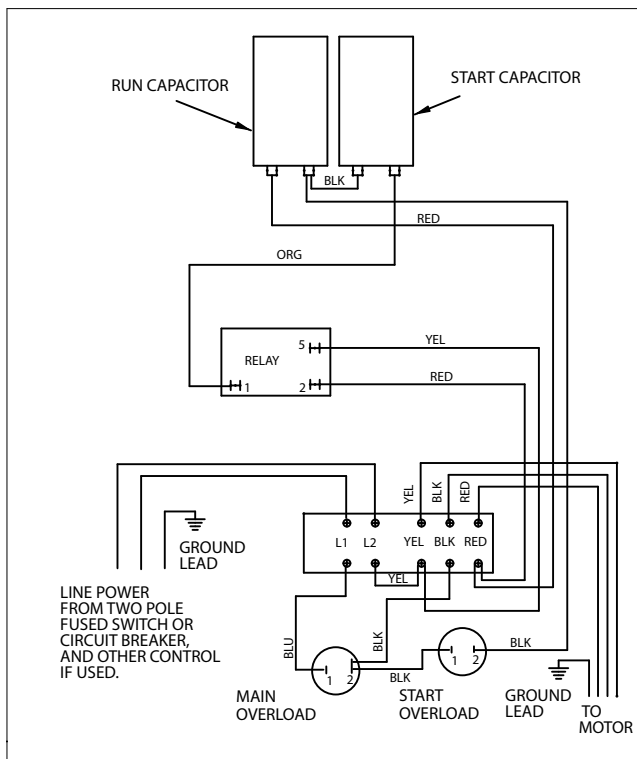 RUN CAPACITOR
START CAPACITOR
BLK
RED
ORG
5
YEL
RELAY
1
2
RED
YEL
BLK
RED
L1
L2
YEL
BLK
RED
GROUND
LEAD
YEL
LINE POWER
FROM TWO POLE
FUSED SWITCH OR
CIRCUIT BREAKER,
AND OTHER CONTROL
IF USED.
BLU
BLK
BLK
1
2
BLK
1
2
MAIN
OVERLOAD
START
OVERLOAD
GROUND
LEAD
TO
MOTOR